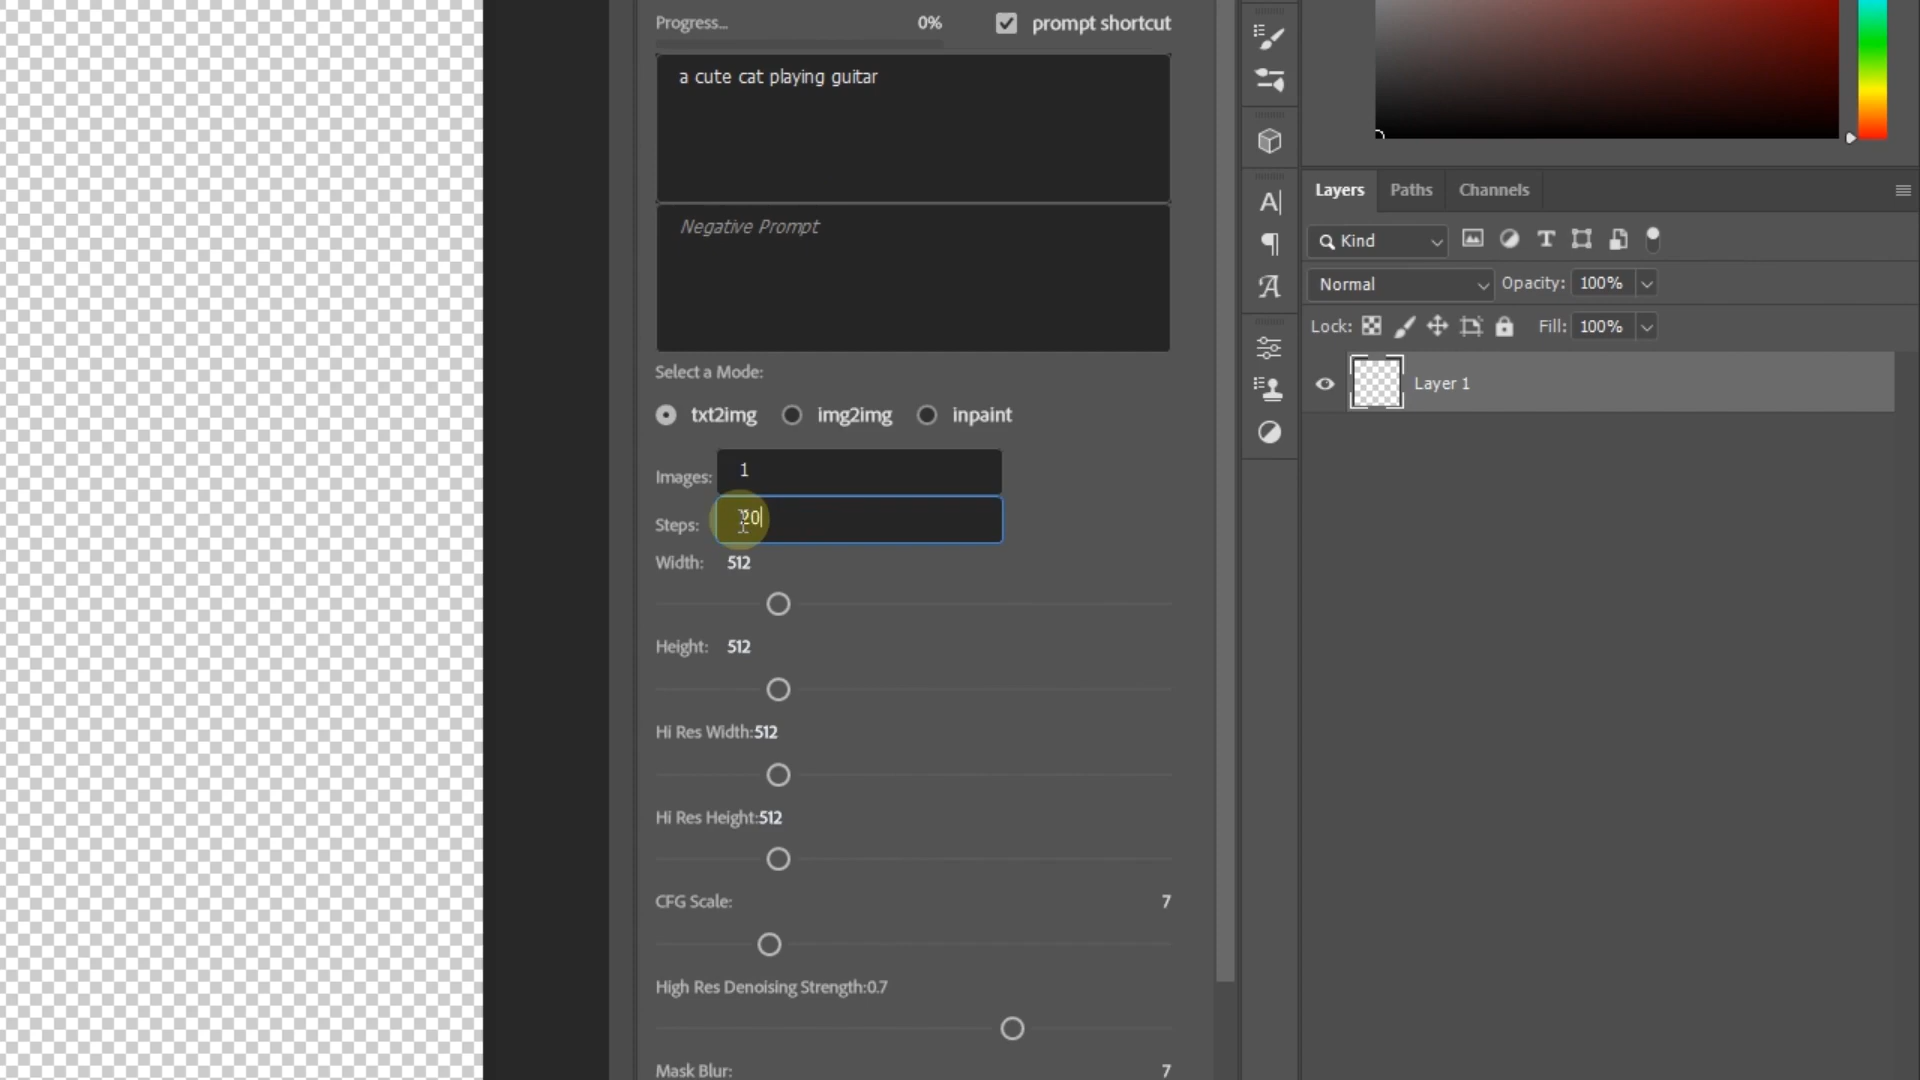 Progress... 0% prompt shortcut
a cute cat playing guitar
Negative Prompt
Select a Mode:
txt2img img2img inpaint
Images: 1
Steps: 20
Width: 512
Height: 512
Hi Res Width:512
Hi Res Height:512
CFG Scale: 7
High Res Denoising Strength:0.7
Mask Blur: 7
Layers Paths Channels
Kind
Normal Opacity: 100%
Lock: Fill: 100%
Layer 1